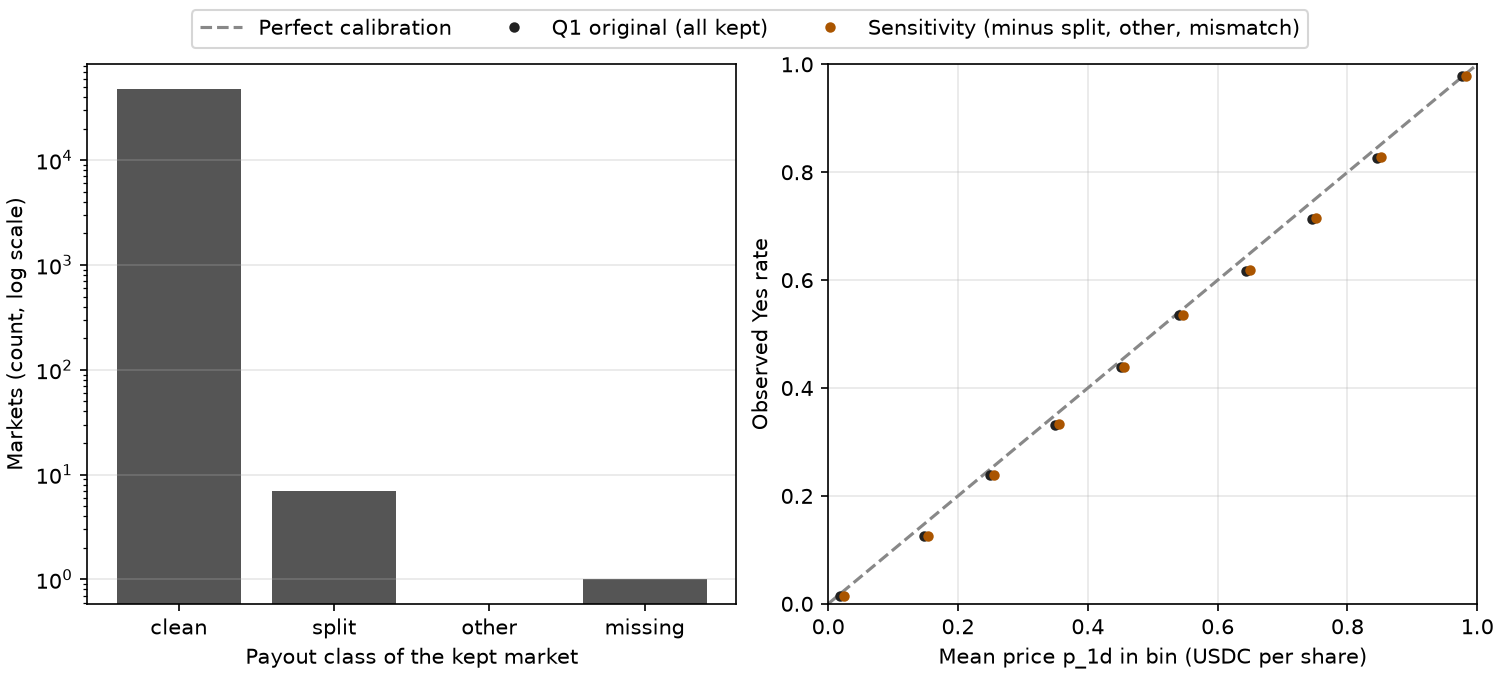 Perfect calibration
Q1 original (all kept)
Sensitivity (minus split, other, mismatch)
Markets (count, log scale)
10^4
10^3
10^2
10^1
10^0
clean
split
other
missing
Payout class of the kept market
Observed Yes rate
1.0
0.8
0.6
0.4
0.2
0.0
0.0
0.2
0.4
0.6
0.8
1.0
Mean price p_1d in bin (USDC per share)